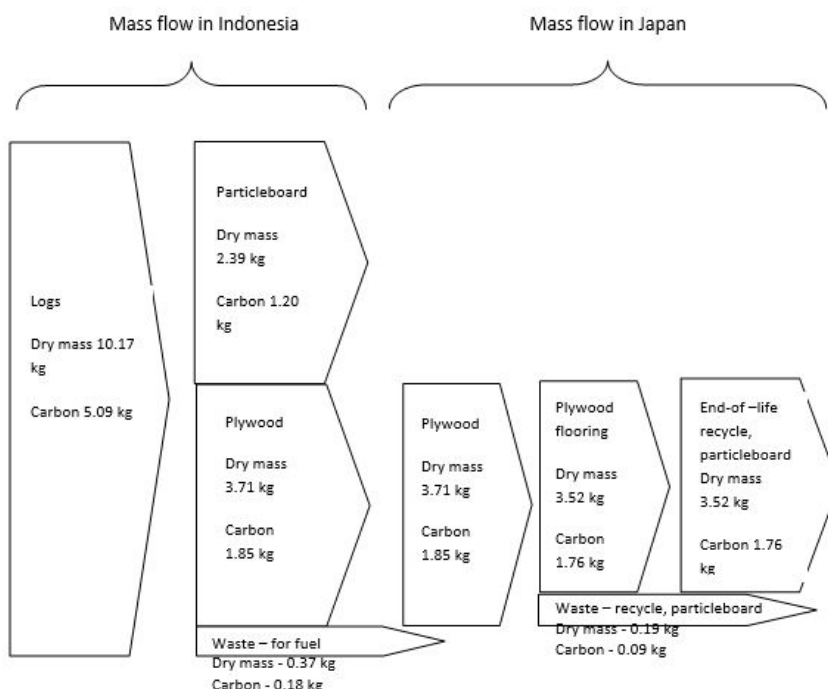 Mass flow in Indonesia
Mass flow in Japan
Logs
Dry mass 10.17
kg
Carbon 5.09 kg
Particleboard
Dry mass
2.39 kg
Carbon 1.20
kg
Plywood
Dry mass
3.71 kg
Carbon
1.85 kg
Waste – for fuel
Dry mass - 0.37 kg
Carbon - 0.18 kg
Plywood
Dry mass
3.71 kg
Carbon
1.85 kg
Plywood
flooring
Dry mass
3.52 kg
Carbon
1.76 kg
End-of –life
recycle,
particleboard
Dry mass
3.52 kg
Carbon 1.76
kg
Waste – recycle, particleboard
Dry mass - 0.19 kg
Carbon - 0.09 kg